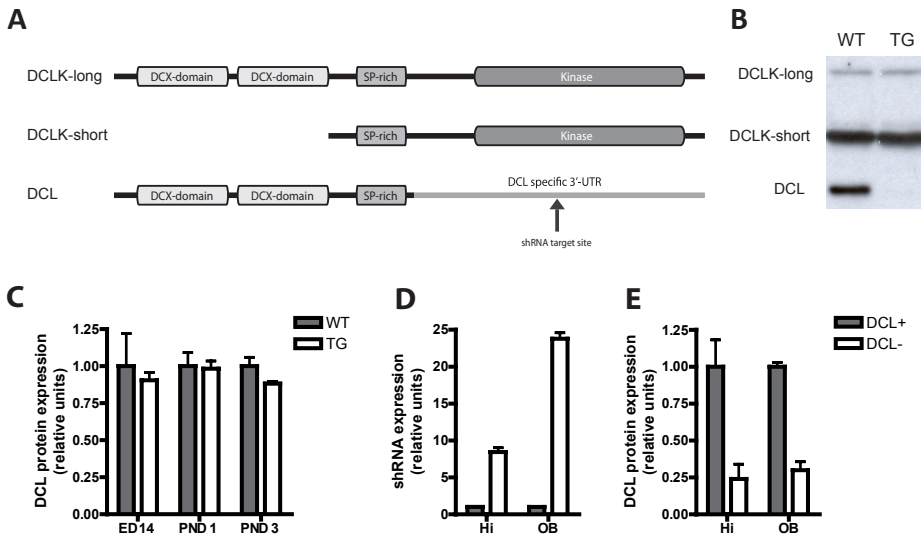 A
B
DCLK-long
DCX-domain
DCX-domain
SP-rich
Kinase
DCLK-short
SP-rich
Kinase
DCL
DCX-domain
DCX-domain
SP-rich
DCL specific 3'-UTR
shRNA target site
WT TG
DCLK-long
DCLK-short
DCL
C
DCL protein expression
(relative units)
1.25
1.00
0.75
0.50
0.25
0.00
ED14 PND1 PND3
WT
TG
D
shRNA expression
(relative units)
25
20
15
10
5
0
Hi OB
E
DCL protein expression
(relative units)
1.25
1.00
0.75
0.50
0.25
0.00
Hi OB
DCL+
DCL-